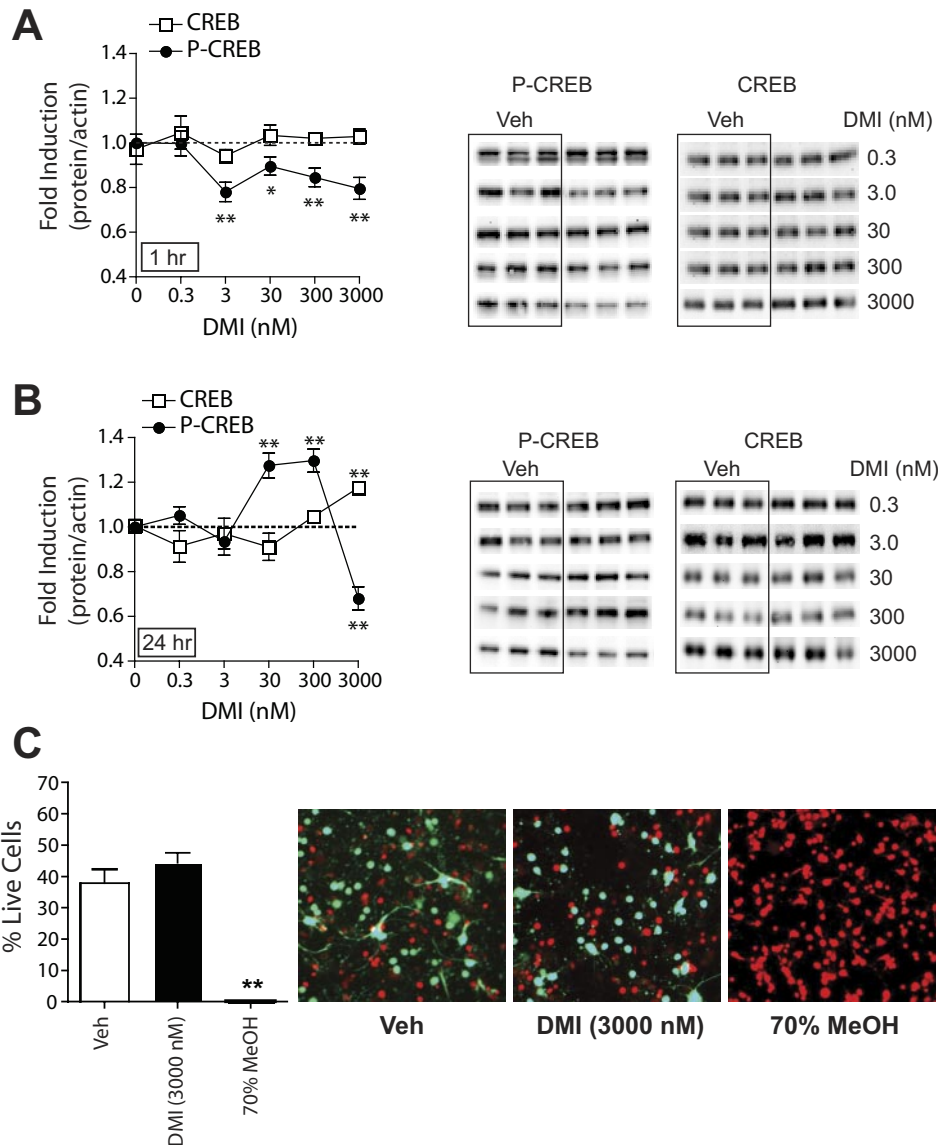 A
CREB
P-CREB
Fold Induction
(protein/actin)
1.4
1.2
1.0
0.8
0.6
0.4
**
*
**
**
1 hr
0 0.3 3 30 300 3000
DMI (nM)
P-CREB CREB
Veh Veh DMI (nM)
0.3
3.0
30
300
3000
B
CREB
P-CREB
Fold Induction
(protein/actin)
1.4
1.2
1.0
0.8
0.6
0.4
** ** **
**
24 hr
0 0.3 3 30 300 3000
DMI (nM)
P-CREB CREB
Veh Veh DMI (nM)
0.3
3.0
30
300
3000
C
% Live Cells
70
60
50
40
30
20
10
0
**
Veh
DMI (3000 nM)
70% MeOH
Veh DMI (3000 nM) 70% MeOH